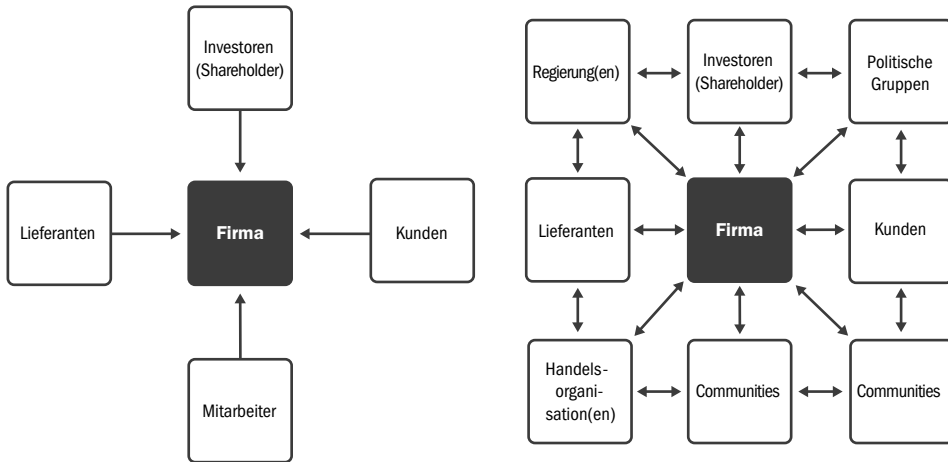 Investoren
(Shareholder)
Lieferanten
Firma
Kunden
Mitarbeiter
Regierung(en)
Investoren
(Shareholder)
Politische
Gruppen
Lieferanten
Firma
Kunden
Handels-
organi-
sation(en)
Communities
Communities